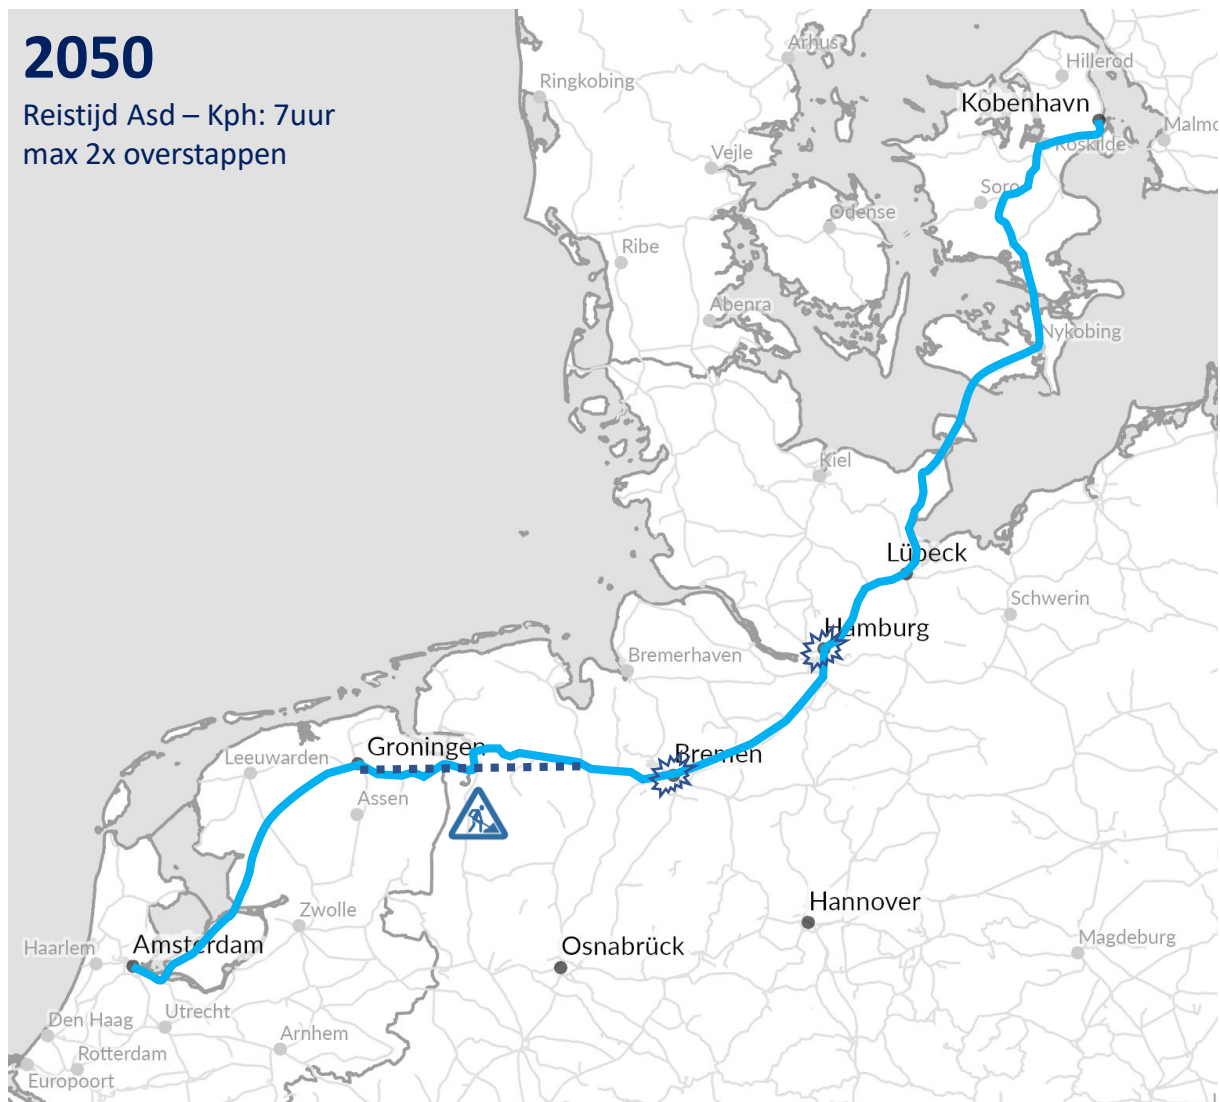 2050
Reistijd Asd – Kph: 7uur
max 2x overstappen
Arhus
Hillerod
Ringkobing
Kobenhavn
Malmo
Roskilde
Vejle
Soro
Odense
Ribe
Abenra
Nykobing
Kiel
Lübeck
Schwerin
Hamburg
Bremerhaven
Groningen
Bremen
Leeuwarden
Assen
Hannover
Zwolle
Magdeburg
Haarlem
Amsterdam
Osnabrück
Utrecht
Den Haag
Arnhem
Rotterdam
Europoort